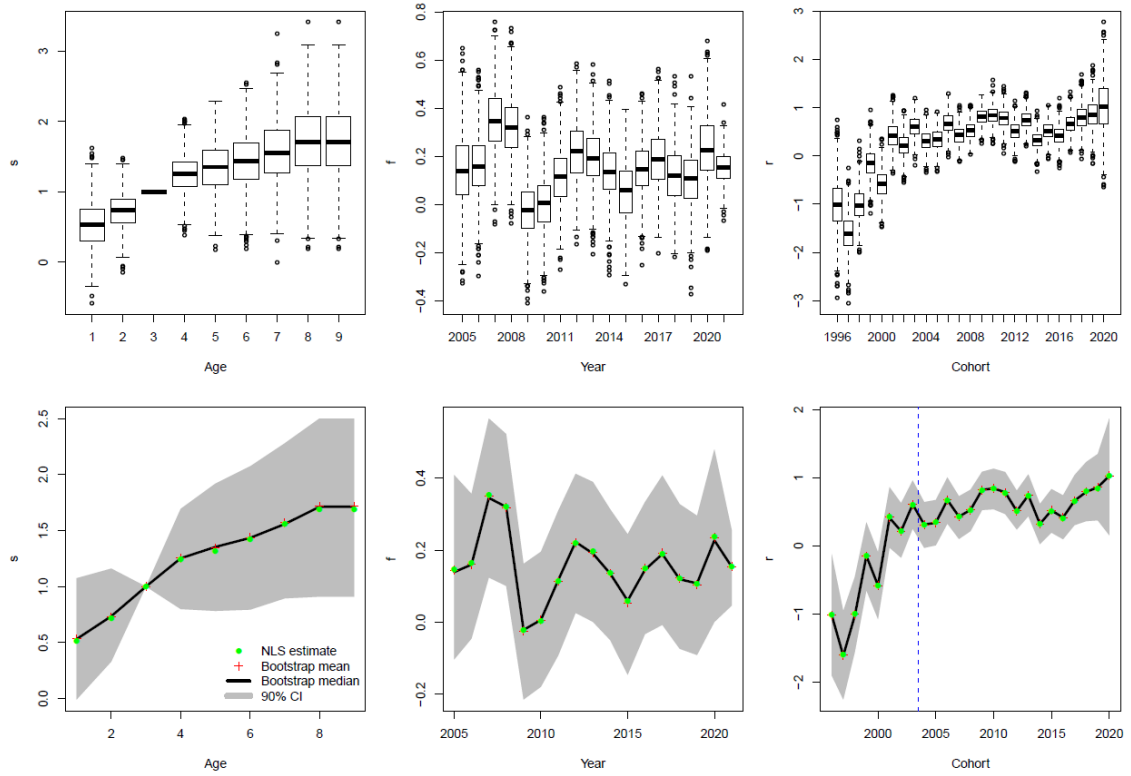 s
0 1 2 3
1 2 3 4 5 6 7 8 9
Age
f
−0.4 −0.2 0.0 0.2 0.4 0.6 0.8
2005 2008 2011 2014 2017 2020
Year
r
−3 −2 −1 0 1 2 3
1996 2000 2004 2008 2012 2016 2020
Cohort
s
0.0 0.5 1.0 1.5 2.0 2.5
NLS estimate
Bootstrap mean
Bootstrap median
90% CI
2 4 6 8
Age
f
−0.2 0.0 0.2 0.4
2005 2010 2015 2020
Year
r
−2 −1 0 1 2
2000 2005 2010 2015 2020
Cohort